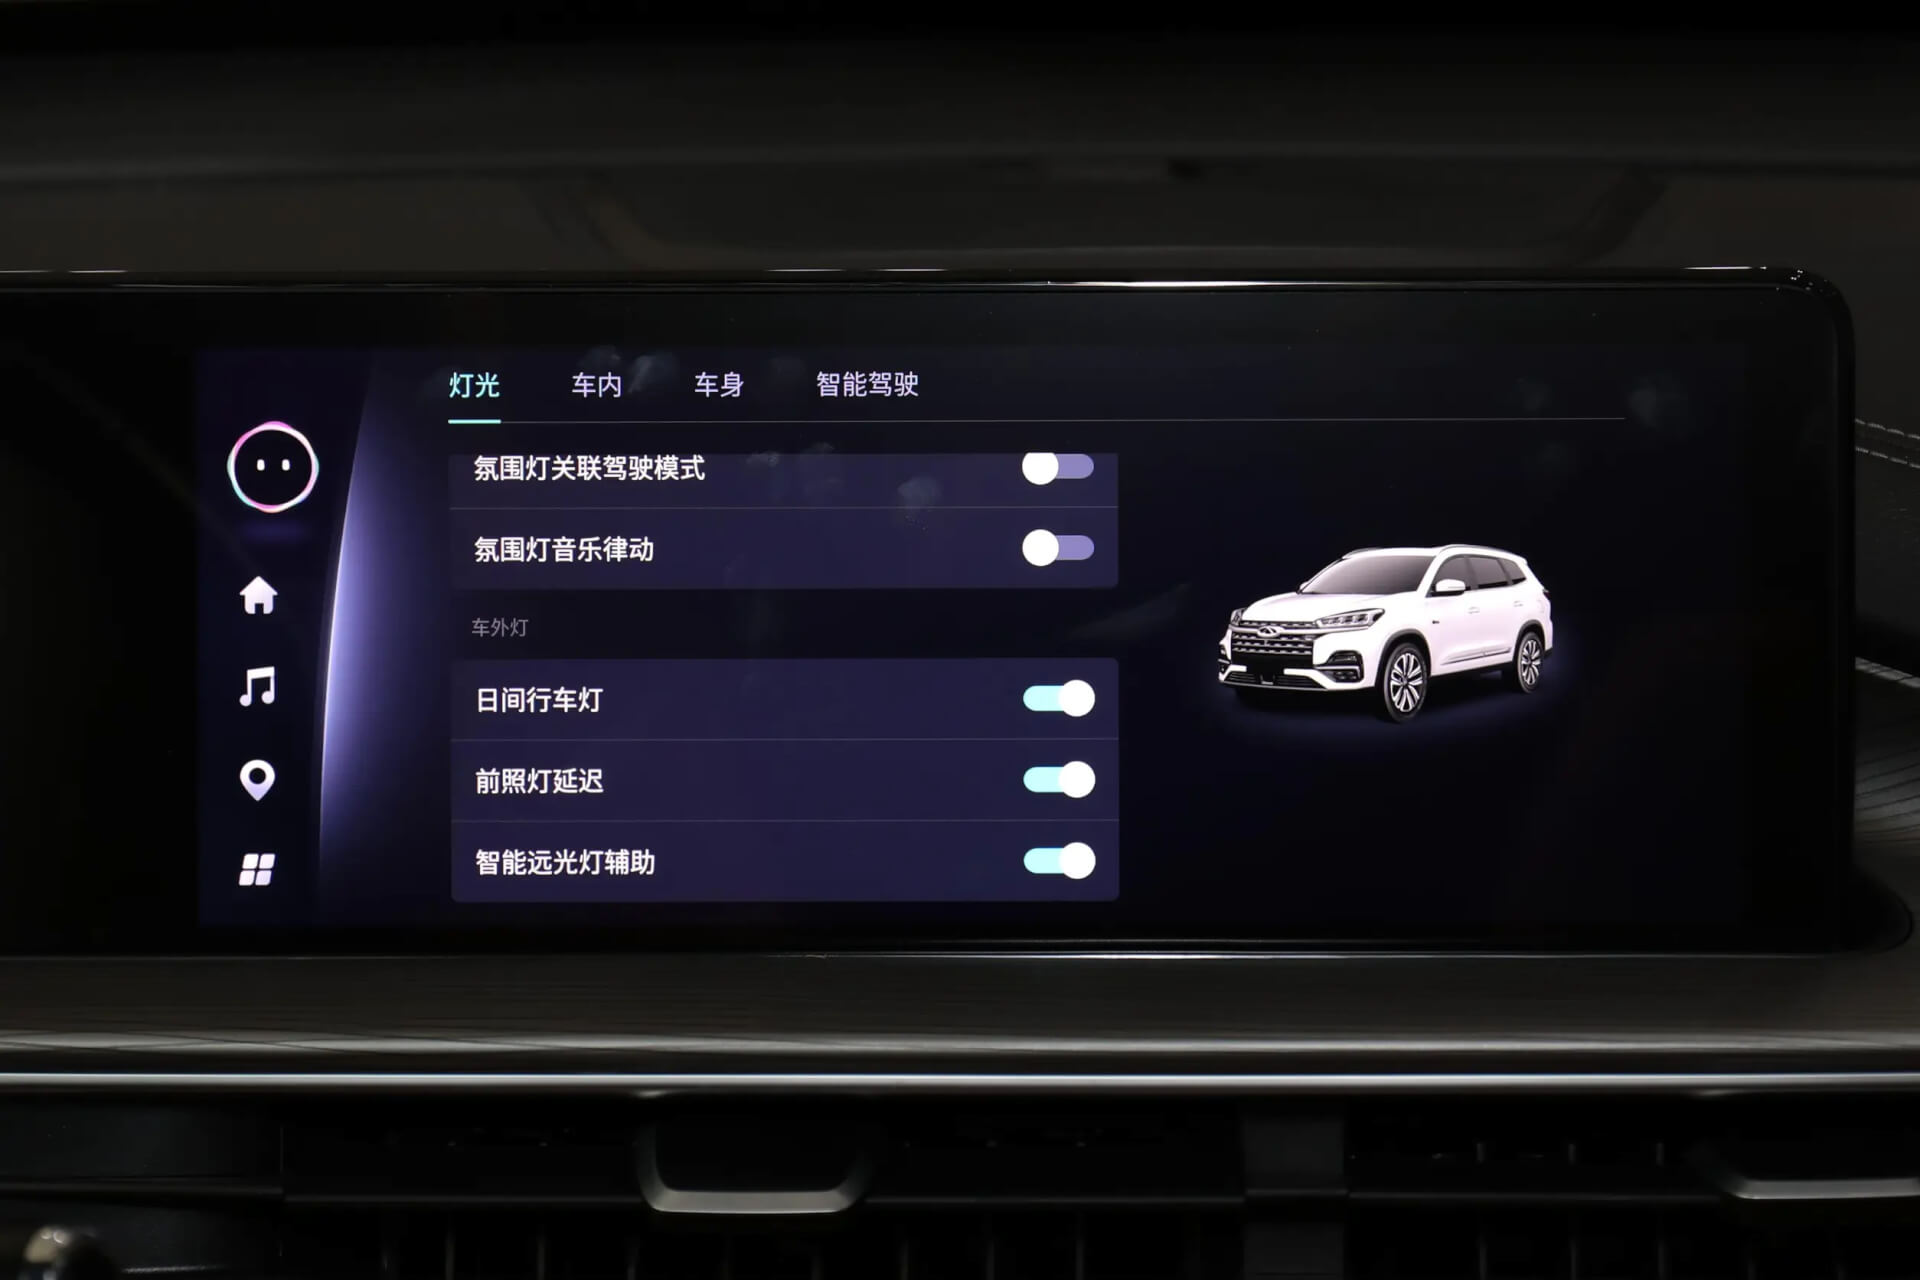 灯光 车内 车身 智能驾驶
氛围灯关联驾驶模式
氛围灯音乐律动
车外灯
日间行车灯
前照灯延迟
智能远光灯辅助